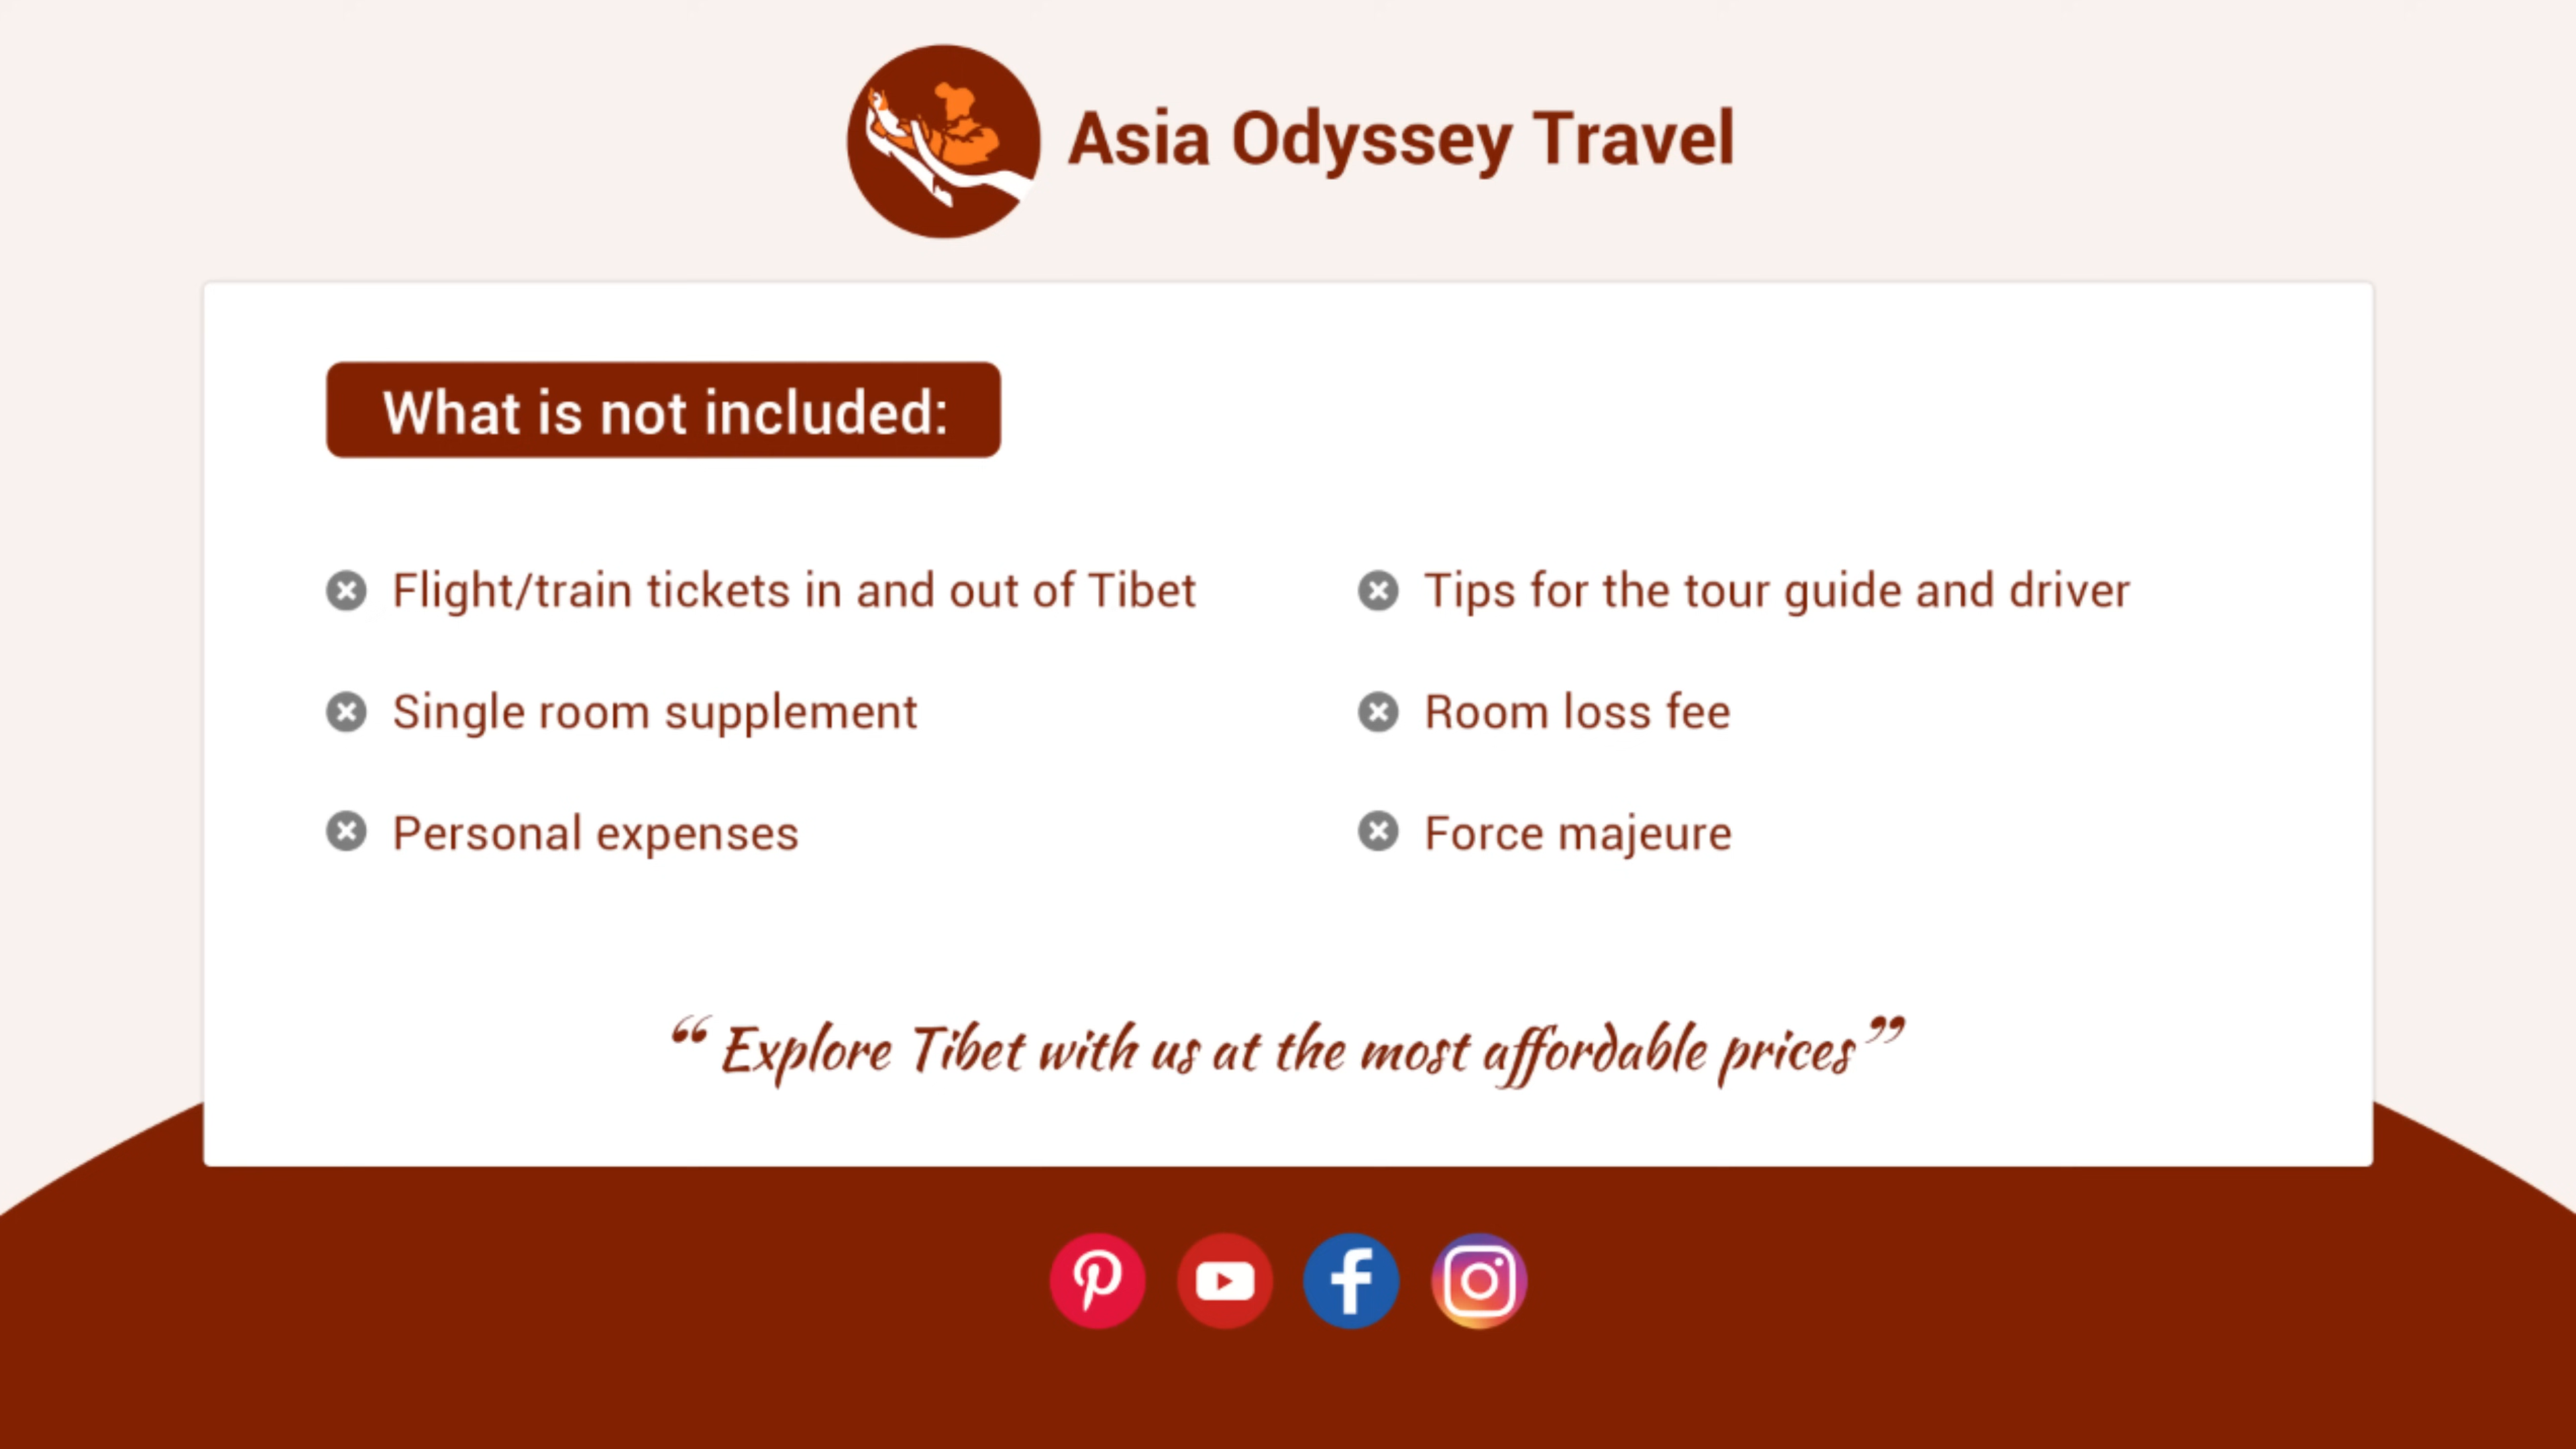 Asia Odyssey Travel
What is not included:
Flight/train tickets in and out of Tibet
Single room supplement
Personal expenses
Tips for the tour guide and driver
Room loss fee
Force majeure
“ Explore Tibet with us at the most affordable prices”